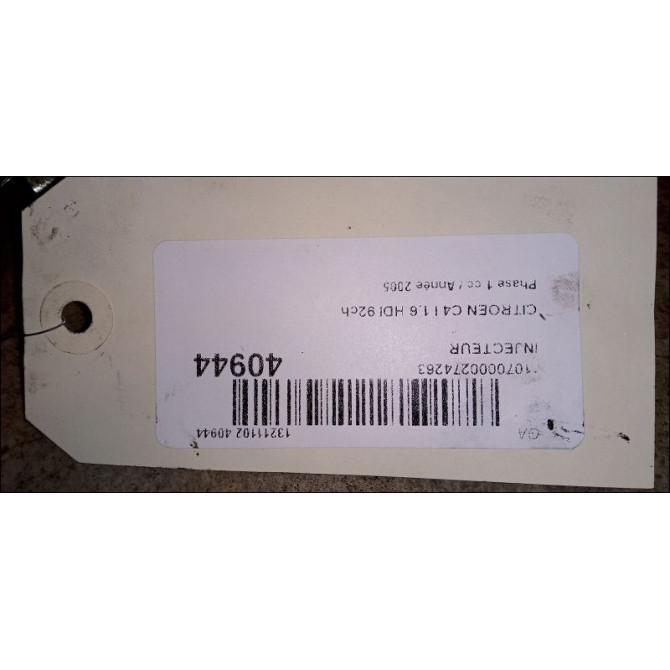 GA 13211102 40944
1070000274263
INJECTEUR 40944
CITROEN C4 I 1.6 HDI 92ch
Phase 1 cc / Année 2005